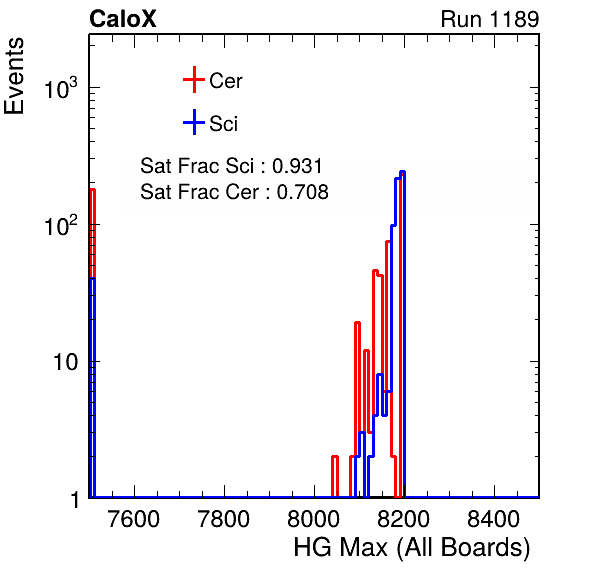 CaloX Run 1189
Events
Cer
Sci
Sat Frac Sci : 0.931
Sat Frac Cer : 0.708
10³
10²
10
1
7600 7800 8000 8200 8400
HG Max (All Boards)